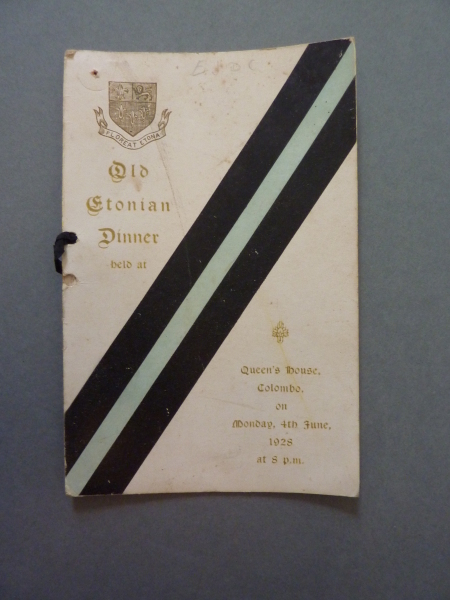 FLOREAT ETONA
Old
Etonian
Dinner
held at
Queen's House,
Colombo.
on
Monday, 4th June,
1928
at 8 p.m.